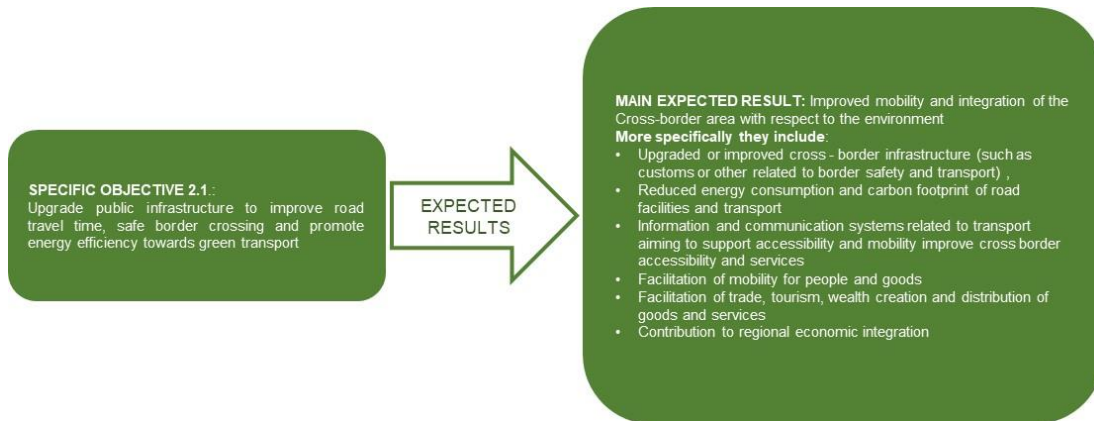 SPECIFIC OBJECTIVE 2.1.:
Upgrade public infrastructure to improve road
travel time, safe border crossing and promote
energy efficiency towards green transport
EXPECTED
RESULTS
MAIN EXPECTED RESULT: Improved mobility and integration of the
Cross-border area with respect to the environment
More specifically they include:
• Upgraded or improved cross - border infrastructure (such as
customs or other related to border safety and transport) ,
• Reduced energy consumption and carbon footprint of road
facilities and transport
• Information and communication systems related to transport
aiming to support accessibility and mobility improve cross border
accessibility and services
• Facilitation of mobility for people and goods
• Facilitation of trade, tourism, wealth creation and distribution of
goods and services
• Contribution to regional economic integration